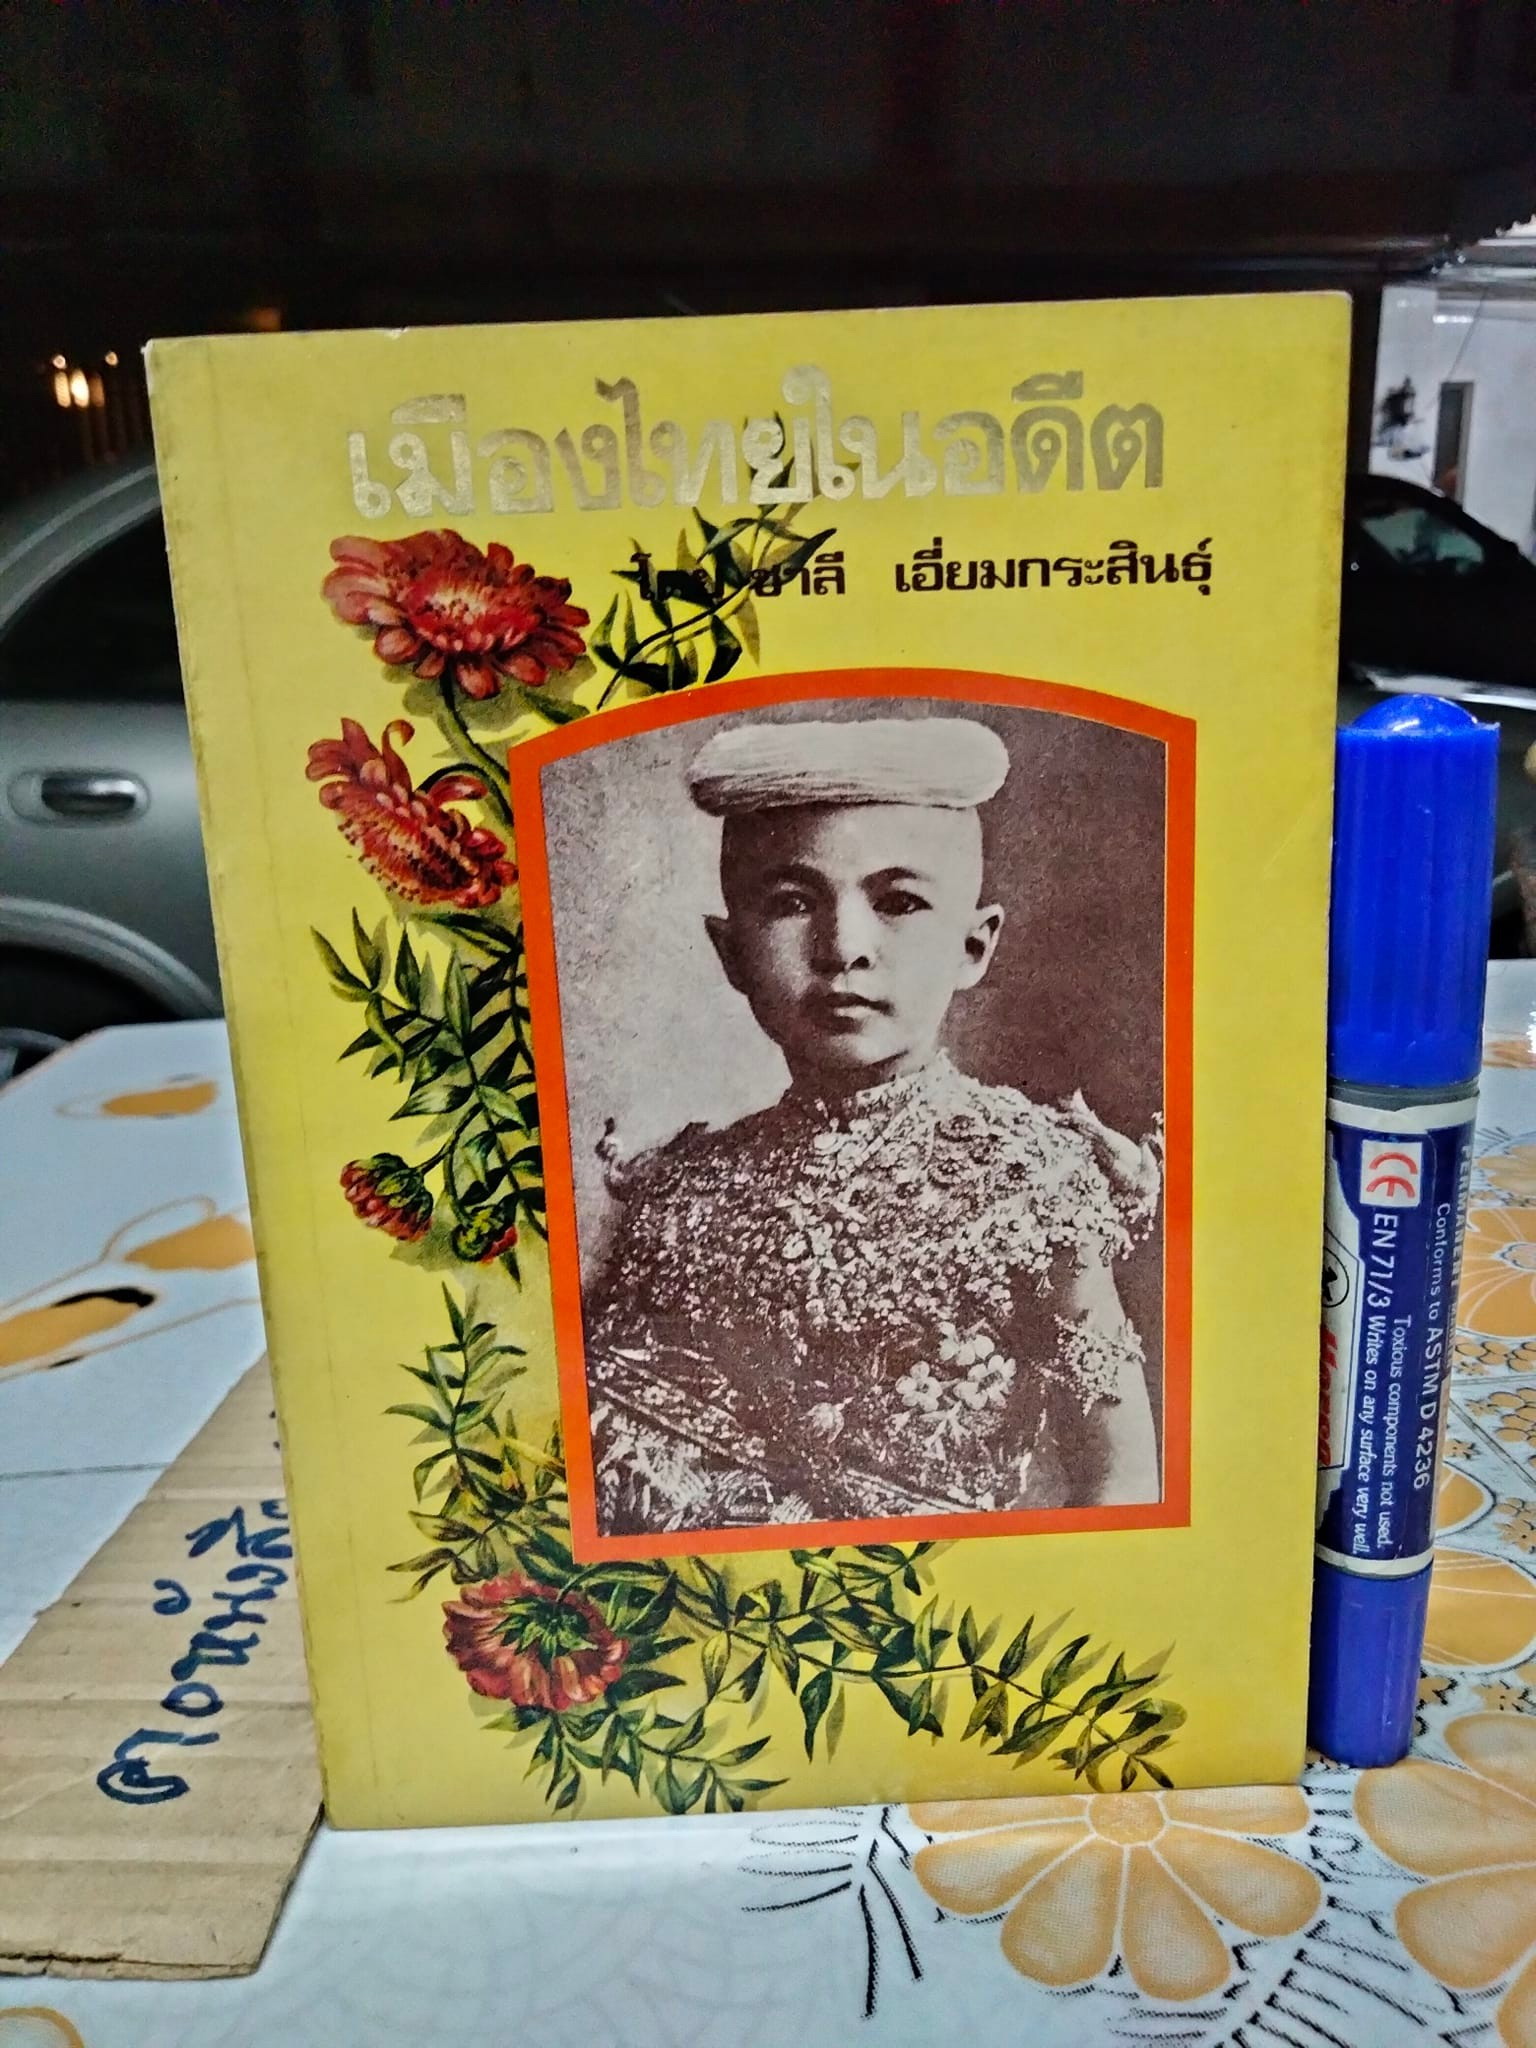 เมืองไทยในอดีต
โดย ชาลี เอี่ยมกระสินธุ์
PERMANENT
Conforms to ASTM D 4236
Toxious components not used.
CE EN 71/3 Writes on any surface very well.